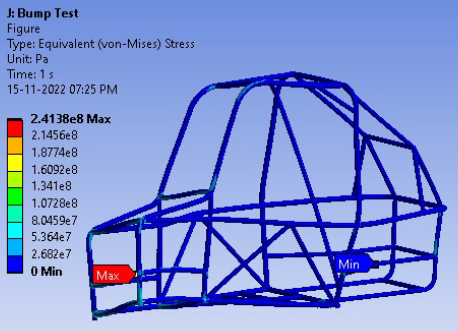 J: Bump Test
Figure
Type: Equivalent (von-Mises) Stress
Unit: Pa
Time: 1 s
15-11-2022 07:25 PM
2.4138e8 Max
2.1456e8
1.8774e8
1.6092e8
1.341e8
1.0728e8
8.0459e7
5.364e7
2.682e7
0 Min
Max
Min